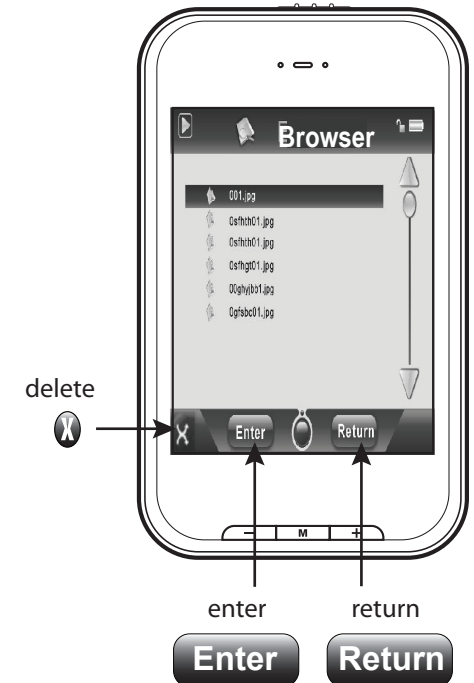 Browser
001.jpg
0sfhth01.jpg
0sfhth01.jpg
0sfhgt01.jpg
00ghyjbb1.jpg
0gfsbc01.jpg
delete
X
X
Enter
Return
−
M
+
enter
return
Enter
Return